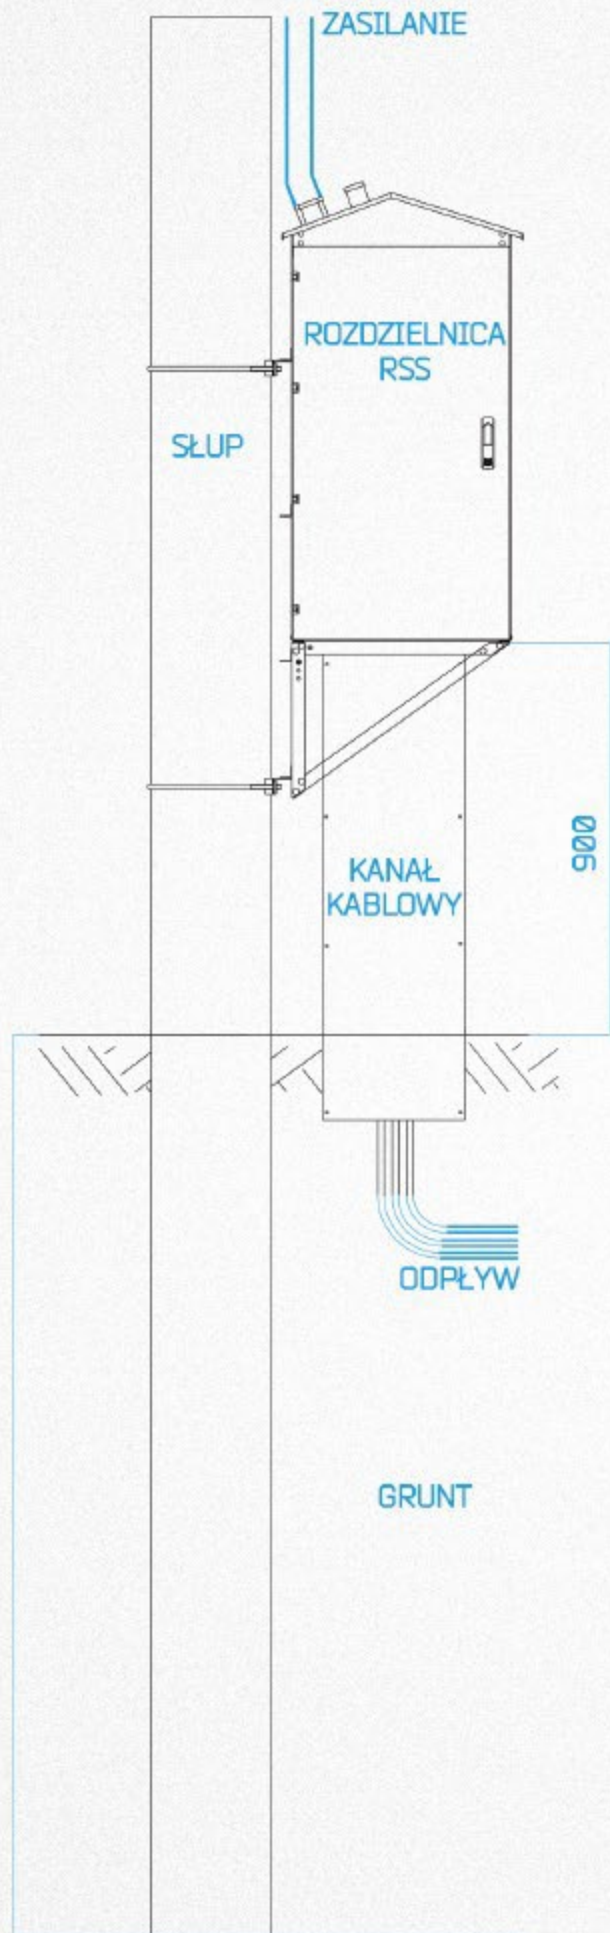 ZASILANIE
ROZDZIELNICA
RSS
SŁUP
900
KANAŁ
KABLOWY
ODPŁYW
GRUNT